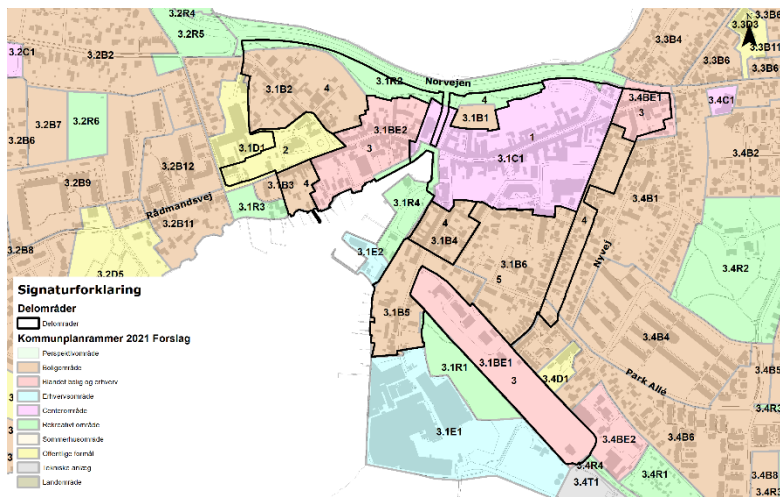 3.2R4
3.2R5
3.2C1
3.2B2
3.1R2
Norvejen
3.3B4
3.3B6
3.3D3
3.3B11
3.3B6
3.1B2
4
4
3.1B1
3.4BE1
3
3.4C1
3.2B7
3.2R6
3.2B6
3.1BE2
3
1
3.1C1
3.1D1
2
3.2B12
3.4B2
3.2B9
3.1B3
4
Rådmandsvej
3.1R3
3.1R4
3.4B1
3.2B11
4
3.1B4
4
3.2B8
3.1E2
3.1B6
5
Nyvej
3.4R2
3.2D5
Signaturforklaring
Delområder
Delområder
Kommunplanrammer 2021 Forslag
Perspektivområde
Boligområde
Blandet bolig og erhverv
Erhvervsområde
Centerområde
Rekreativt område
Sommerhusområde
Offentlige formål
Tekniske anlæg
Landområde
3.1B5
3.1R1
3.1BE1
3
3.4D1
3.4B4
Park Allé
3.4B5
3.4R3
3.1E1
3.4BE2
3.4B6
3.4R4
3.4R1
3.4B8
3.4T1
3.4R3